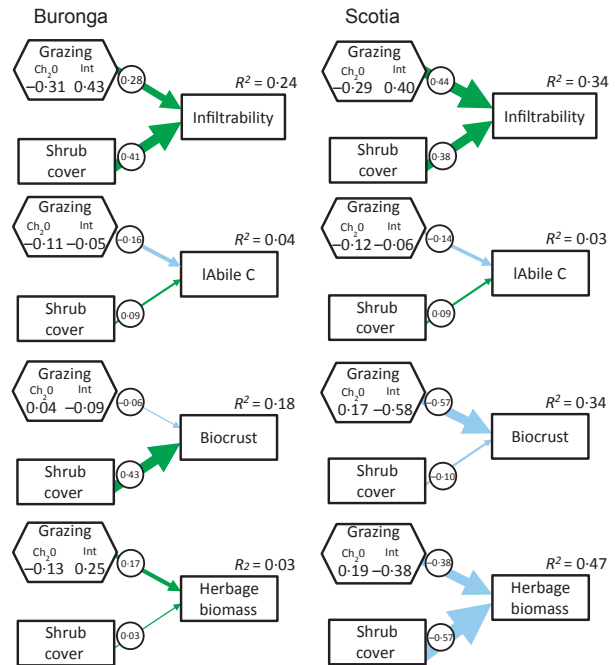 Buronga
Scotia
Grazing
Ch₂0 Int
−0·31 0·43
0·28
R² = 0·24
Infiltrability
Shrub
cover
0·41
Grazing
Ch₂0 Int
−0·29 0·40
0·44
R² = 0·34
Infiltrability
Shrub
cover
0·38
Grazing
Ch₂0 Int
−0·11 −0·05
−0·16
R² = 0·04
lAbile C
Shrub
cover
0·09
Grazing
Ch₂0 Int
−0·12 −0·06
−0·14
R² = 0·03
lAbile C
Shrub
cover
0·09
Grazing
Ch₂0 Int
0·04 −0·09
−0·06
R² = 0·18
Biocrust
Shrub
cover
0·43
Grazing
Ch₂0 Int
0·17 −0·58
−0·57
R² = 0·34
Biocrust
Shrub
cover
−0·10
Grazing
Ch₂0 Int
−0·13 0·25
0·17
R₂ = 0·03
Herbage
biomass
Shrub
cover
0·03
Grazing
Ch₂0 Int
0·19 −0·38
−0·38
R² = 0·47
Herbage
biomass
Shrub
cover
−0·57